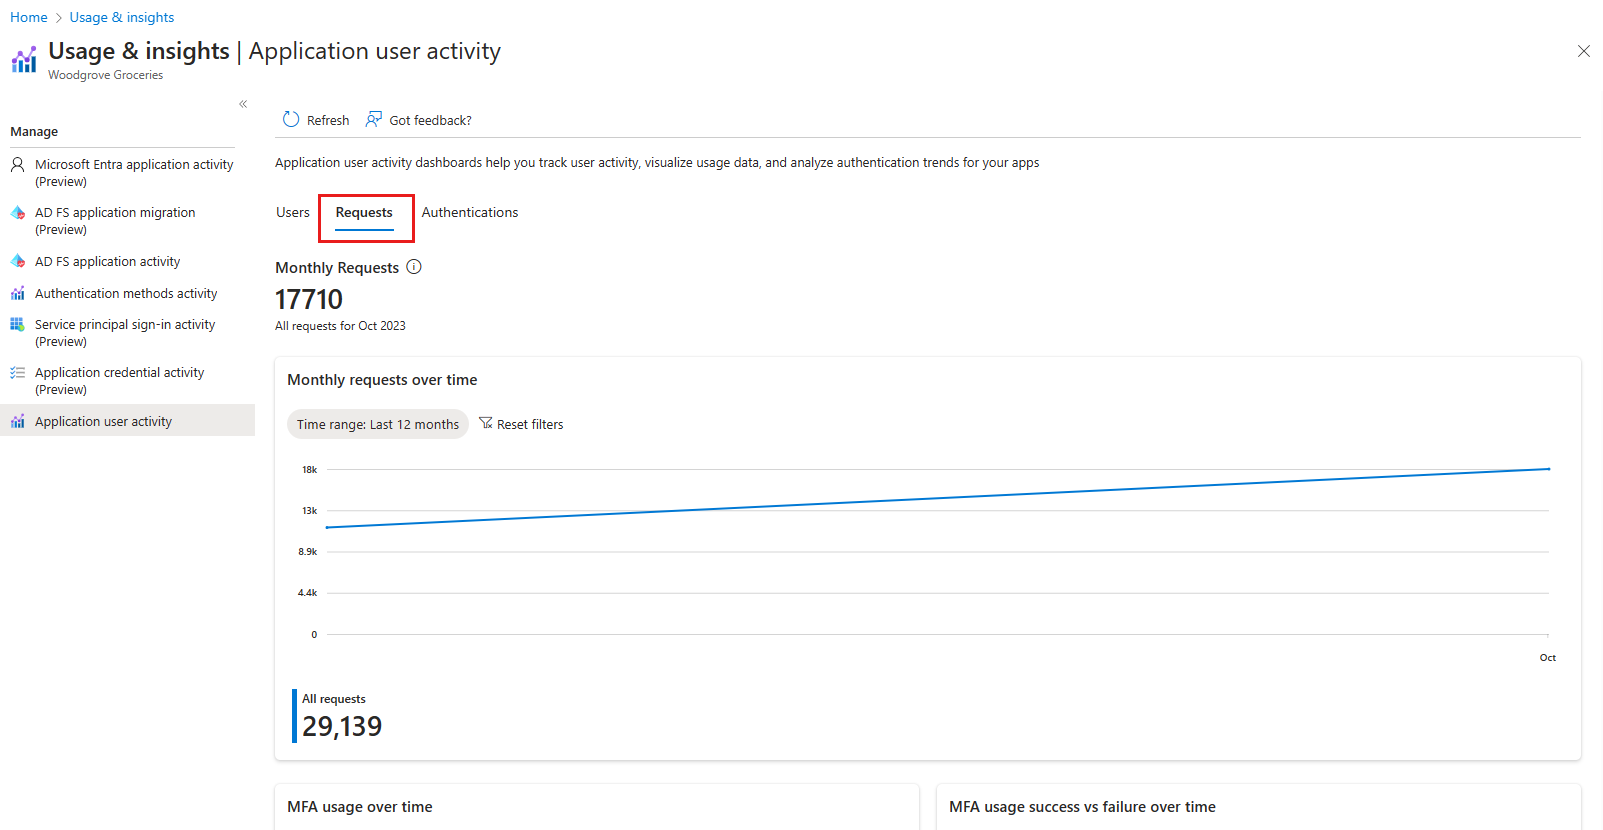 Home > Usage & insights
Usage & insights | Application user activity
Woodgrove Groceries
«
Manage
Microsoft Entra application activity
(Preview)
AD FS application migration
(Preview)
AD FS application activity
Authentication methods activity
Service principal sign-in activity
(Preview)
Application credential activity
(Preview)
Application user activity
Refresh Got feedback?
Application user activity dashboards help you track user activity, visualize usage data, and analyze authentication trends for your apps
Users Requests Authentications
Monthly Requests
17710
All requests for Oct 2023
Monthly requests over time
Time range: Last 12 months Reset filters
18k
13k
8.9k
4.4k
0
Oct
All requests
29,139
MFA usage over time
MFA usage success vs failure over time